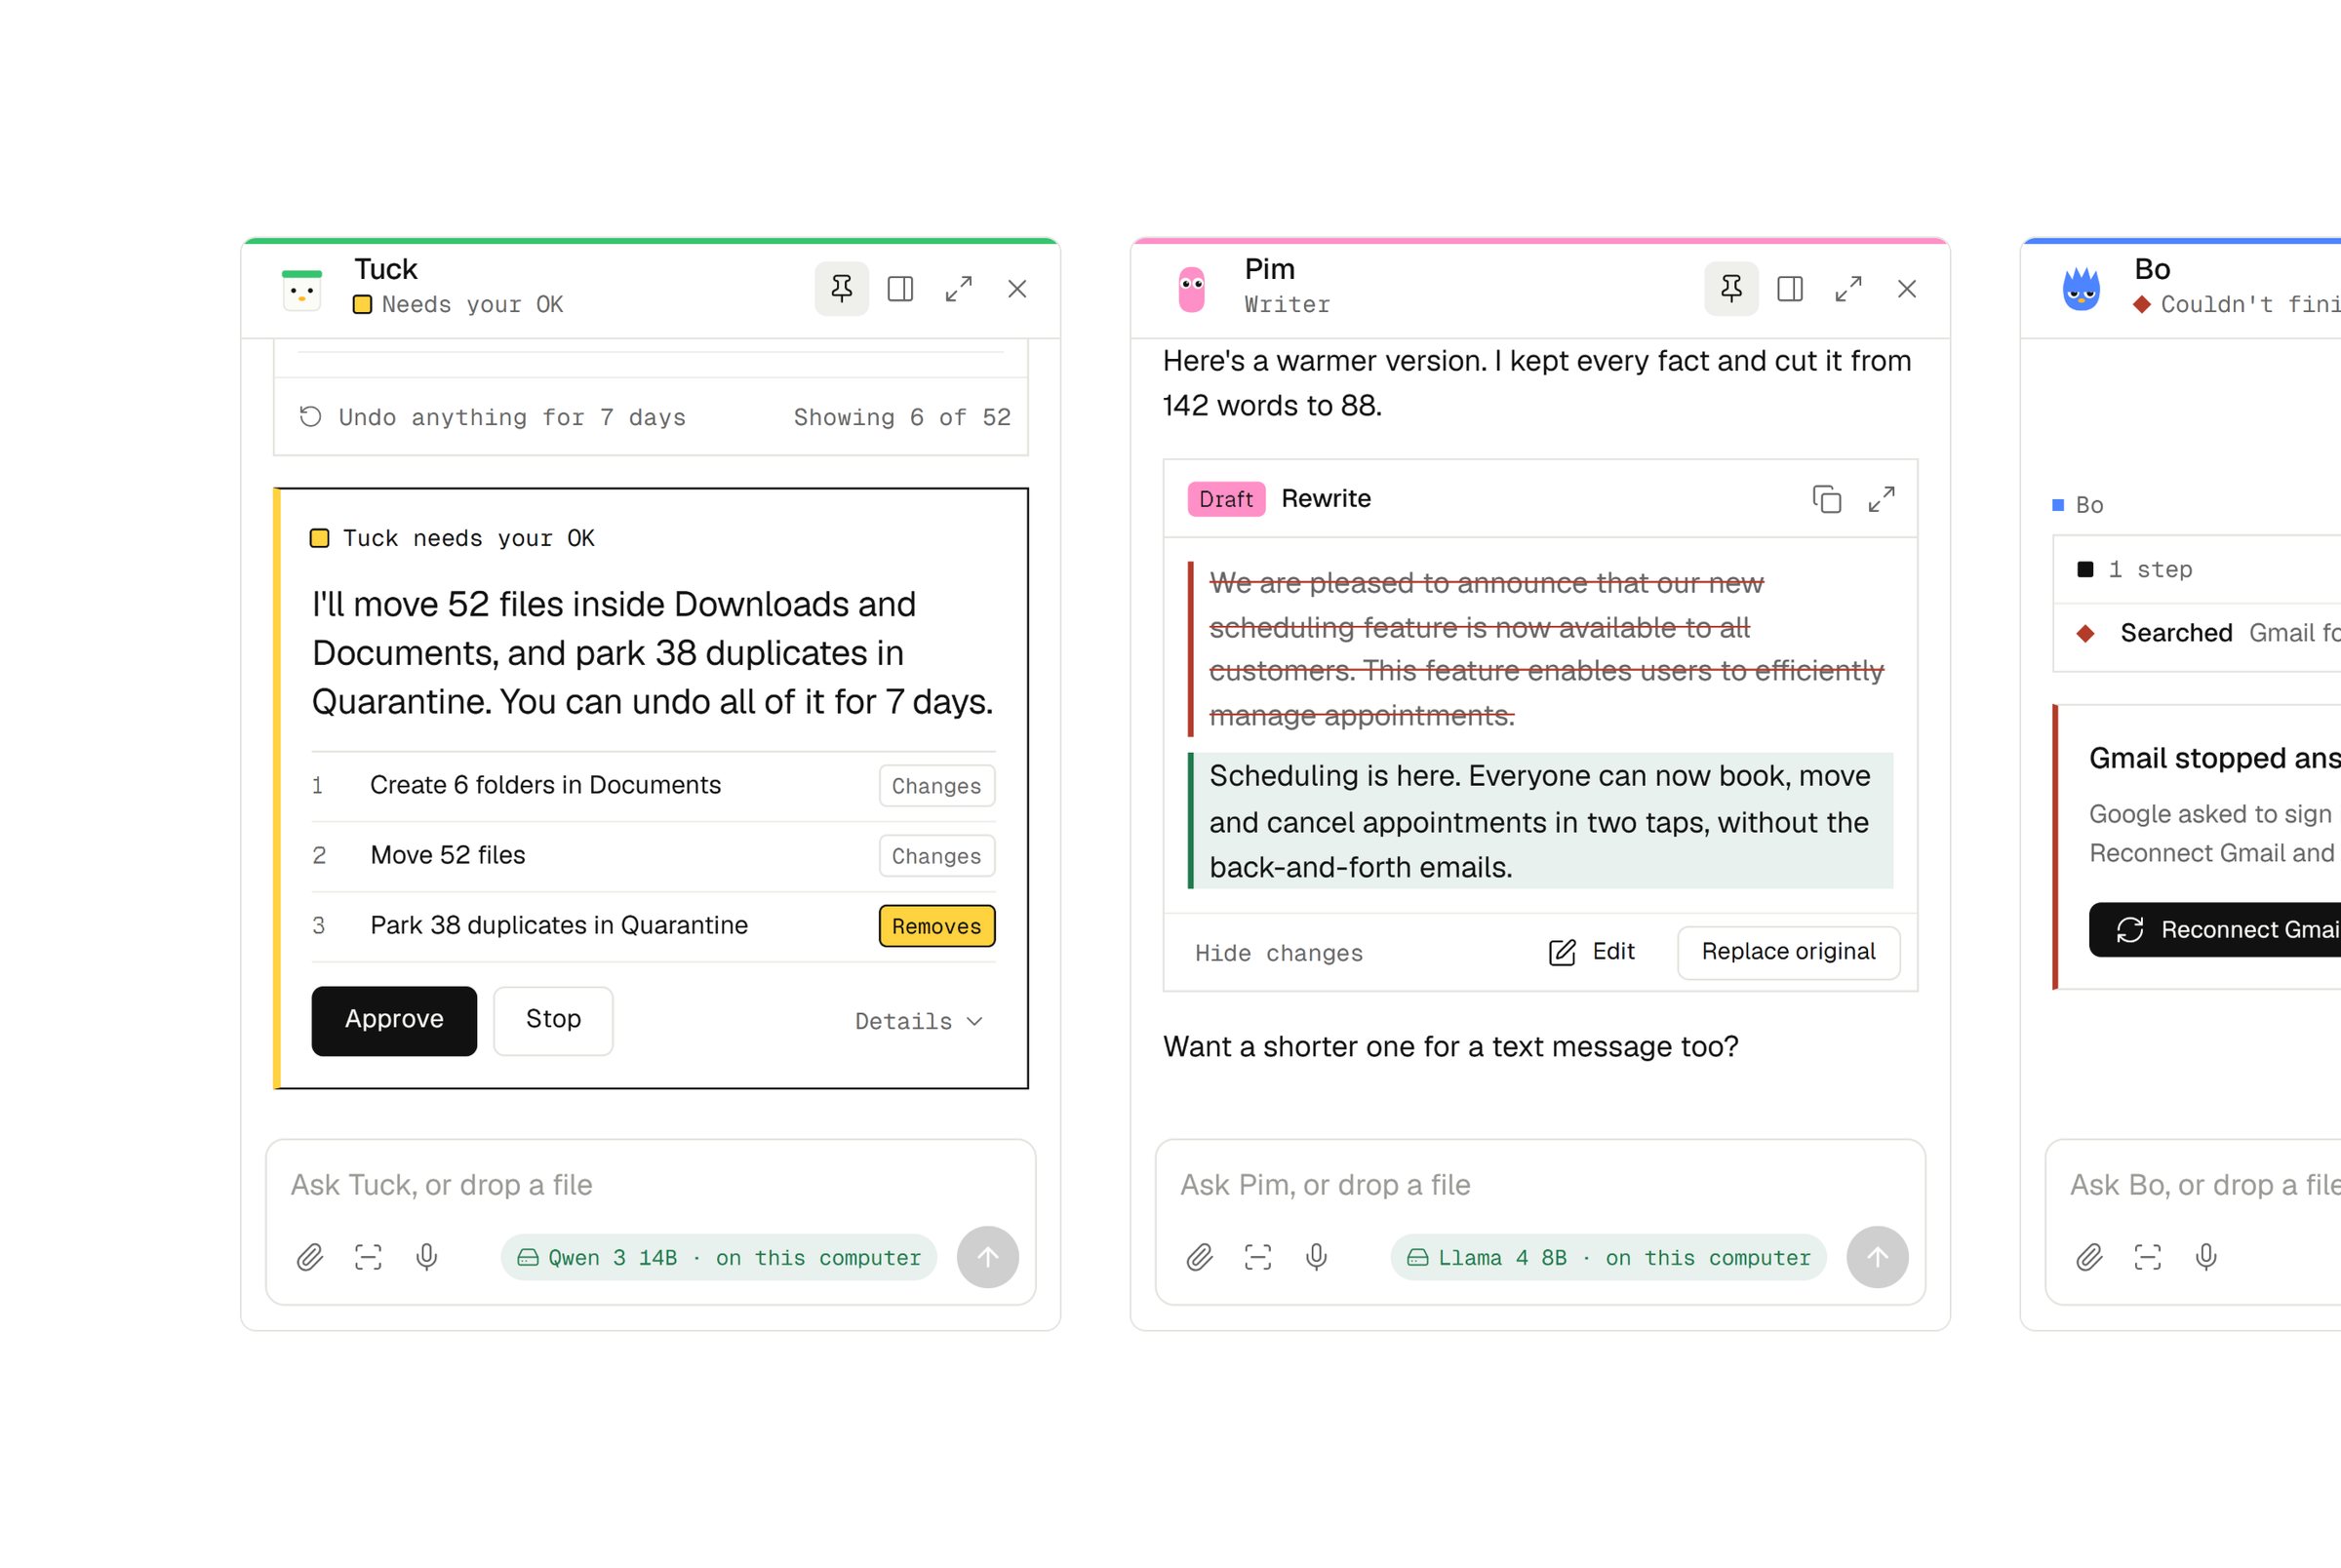 Tuck
Needs your OK
Undo anything for 7 days
Showing 6 of 52
Tuck needs your OK
I'll move 52 files inside Downloads and
Documents, and park 38 duplicates in
Quarantine. You can undo all of it for 7 days.
1 Create 6 folders in Documents Changes
2 Move 52 files Changes
3 Park 38 duplicates in Quarantine Removes
Approve
Stop
Details
Ask Tuck, or drop a file
Qwen 3 14B · on this computer
Pim
Writer
Here's a warmer version. I kept every fact and cut it from
142 words to 88.
Draft Rewrite
We are pleased to announce that our new
scheduling feature is now available to all
customers. This feature enables users to efficiently
manage appointments.
Scheduling is here. Everyone can now book, move
and cancel appointments in two taps, without the
back-and-forth emails.
Hide changes
Edit
Replace original
Want a shorter one for a text message too?
Ask Pim, or drop a file
Llama 4 8B · on this computer
Bo
Couldn't fini
Bo
1 step
Searched Gmail fo
Gmail stopped ans
Google asked to sign
Reconnect Gmail and
Reconnect Gmai
Ask Bo, or drop a file